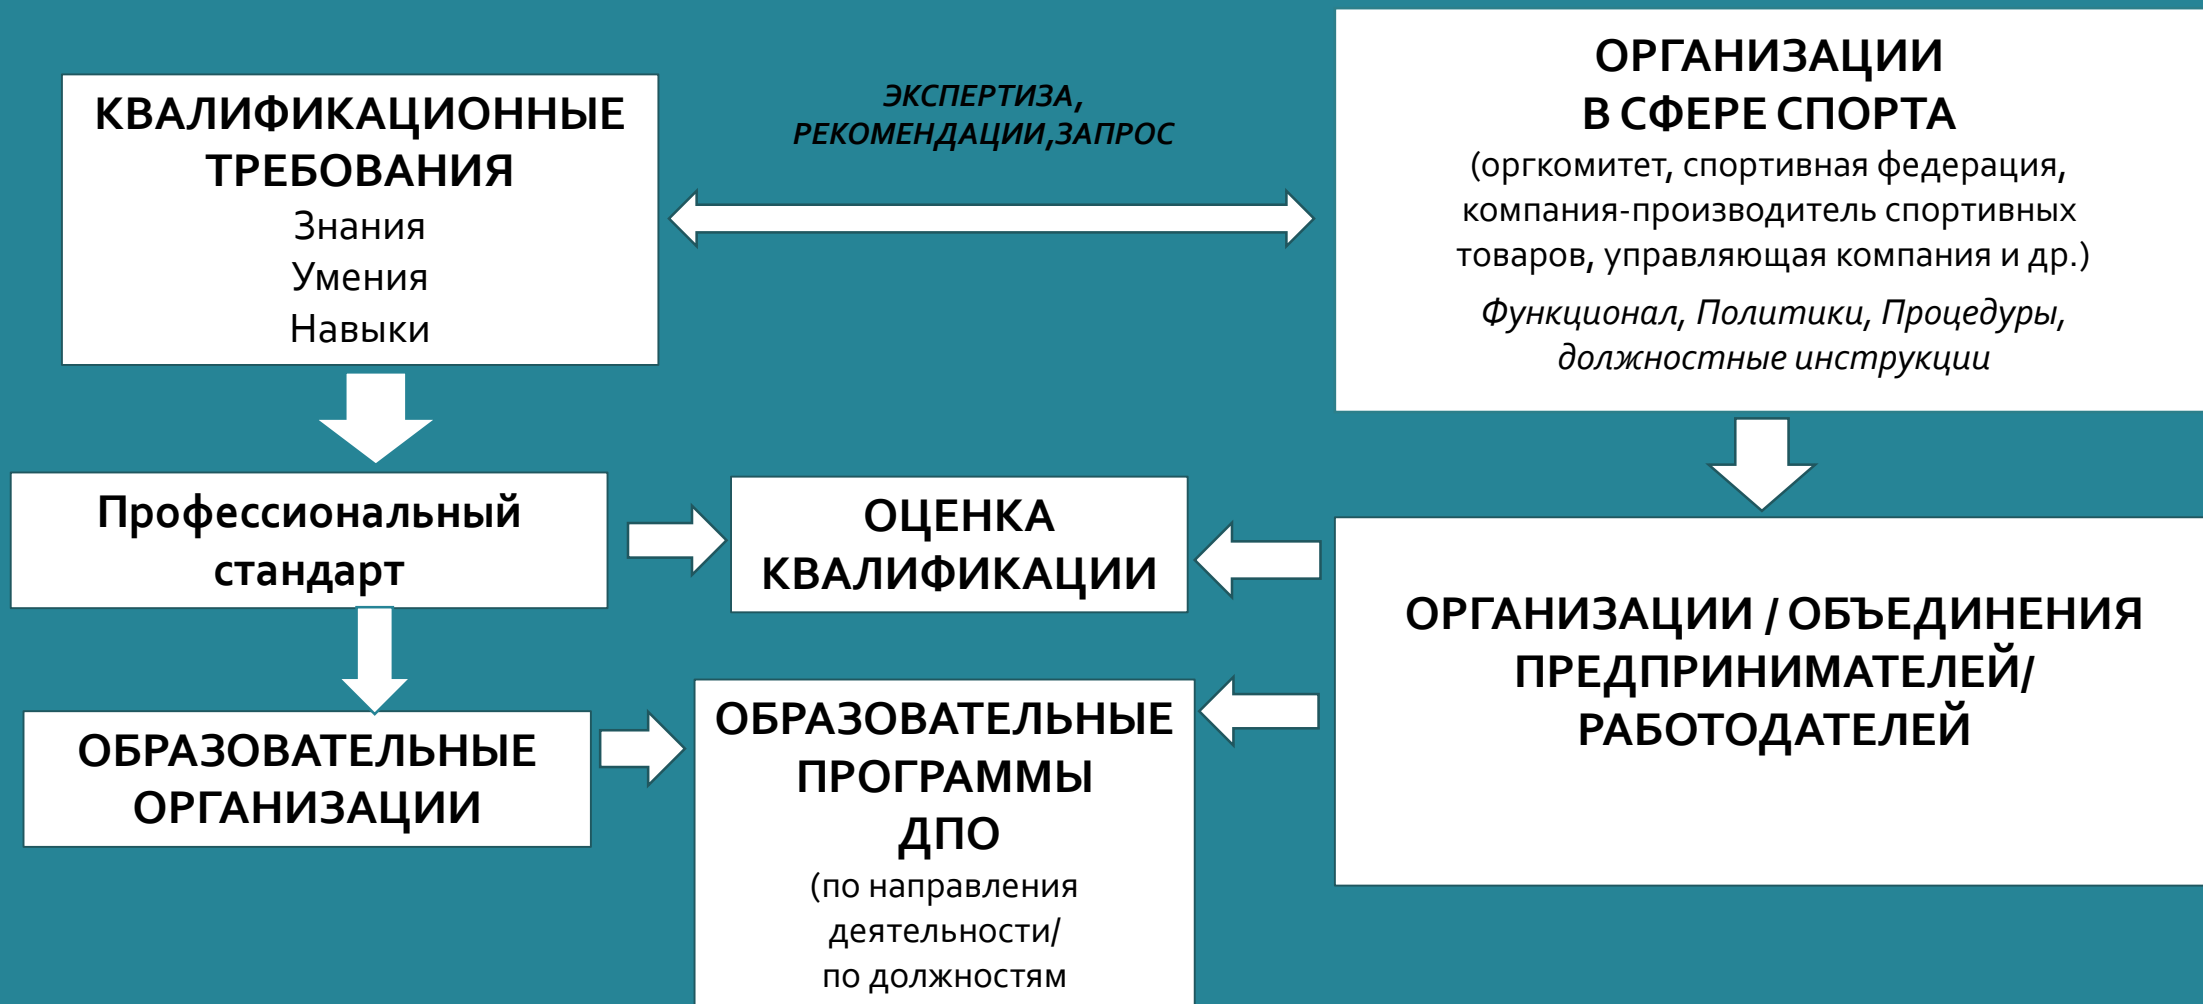 КВАЛИФИКАЦИОННЫЕ
ТРЕБОВАНИЯ
Знания
Умения
Навыки
ЭКСПЕРТИЗА,
РЕКОМЕНДАЦИИ,ЗАПРОС
ОРГАНИЗАЦИИ
В СФЕРЕ СПОРТА
(оргкомитет, спортивная федерация,
компания-производитель спортивных
товаров, управляющая компания и др.)
Функционал, Политики, Процедуры,
должностные инструкции
Профессиональный
стандарт
ОЦЕНКА
КВАЛИФИКАЦИИ
ОРГАНИЗАЦИИ / ОБЪЕДИНЕНИЯ
ПРЕДПРИНИМАТЕЛЕЙ/
РАБОТОДАТЕЛЕЙ
ОБРАЗОВАТЕЛЬНЫЕ
ОРГАНИЗАЦИИ
ОБРАЗОВАТЕЛЬНЫЕ
ПРОГРАММЫ
ДПО
(по направления
деятельности/
по должностям